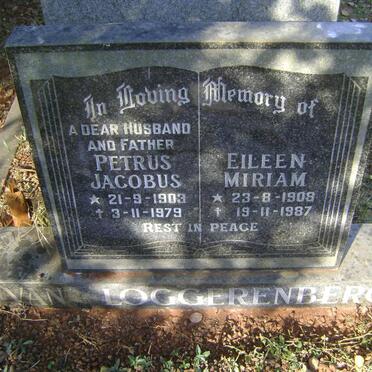 In Loving Memory of
A DEAR HUSBAND
AND FATHER
PETRUS
JACOBUS
★ 21-9-1903
† 3-11-1979
EILEEN
MIRIAM
★ 23-8-1908
† 19-11-1987
REST IN PEACE
LOGGERENBERG